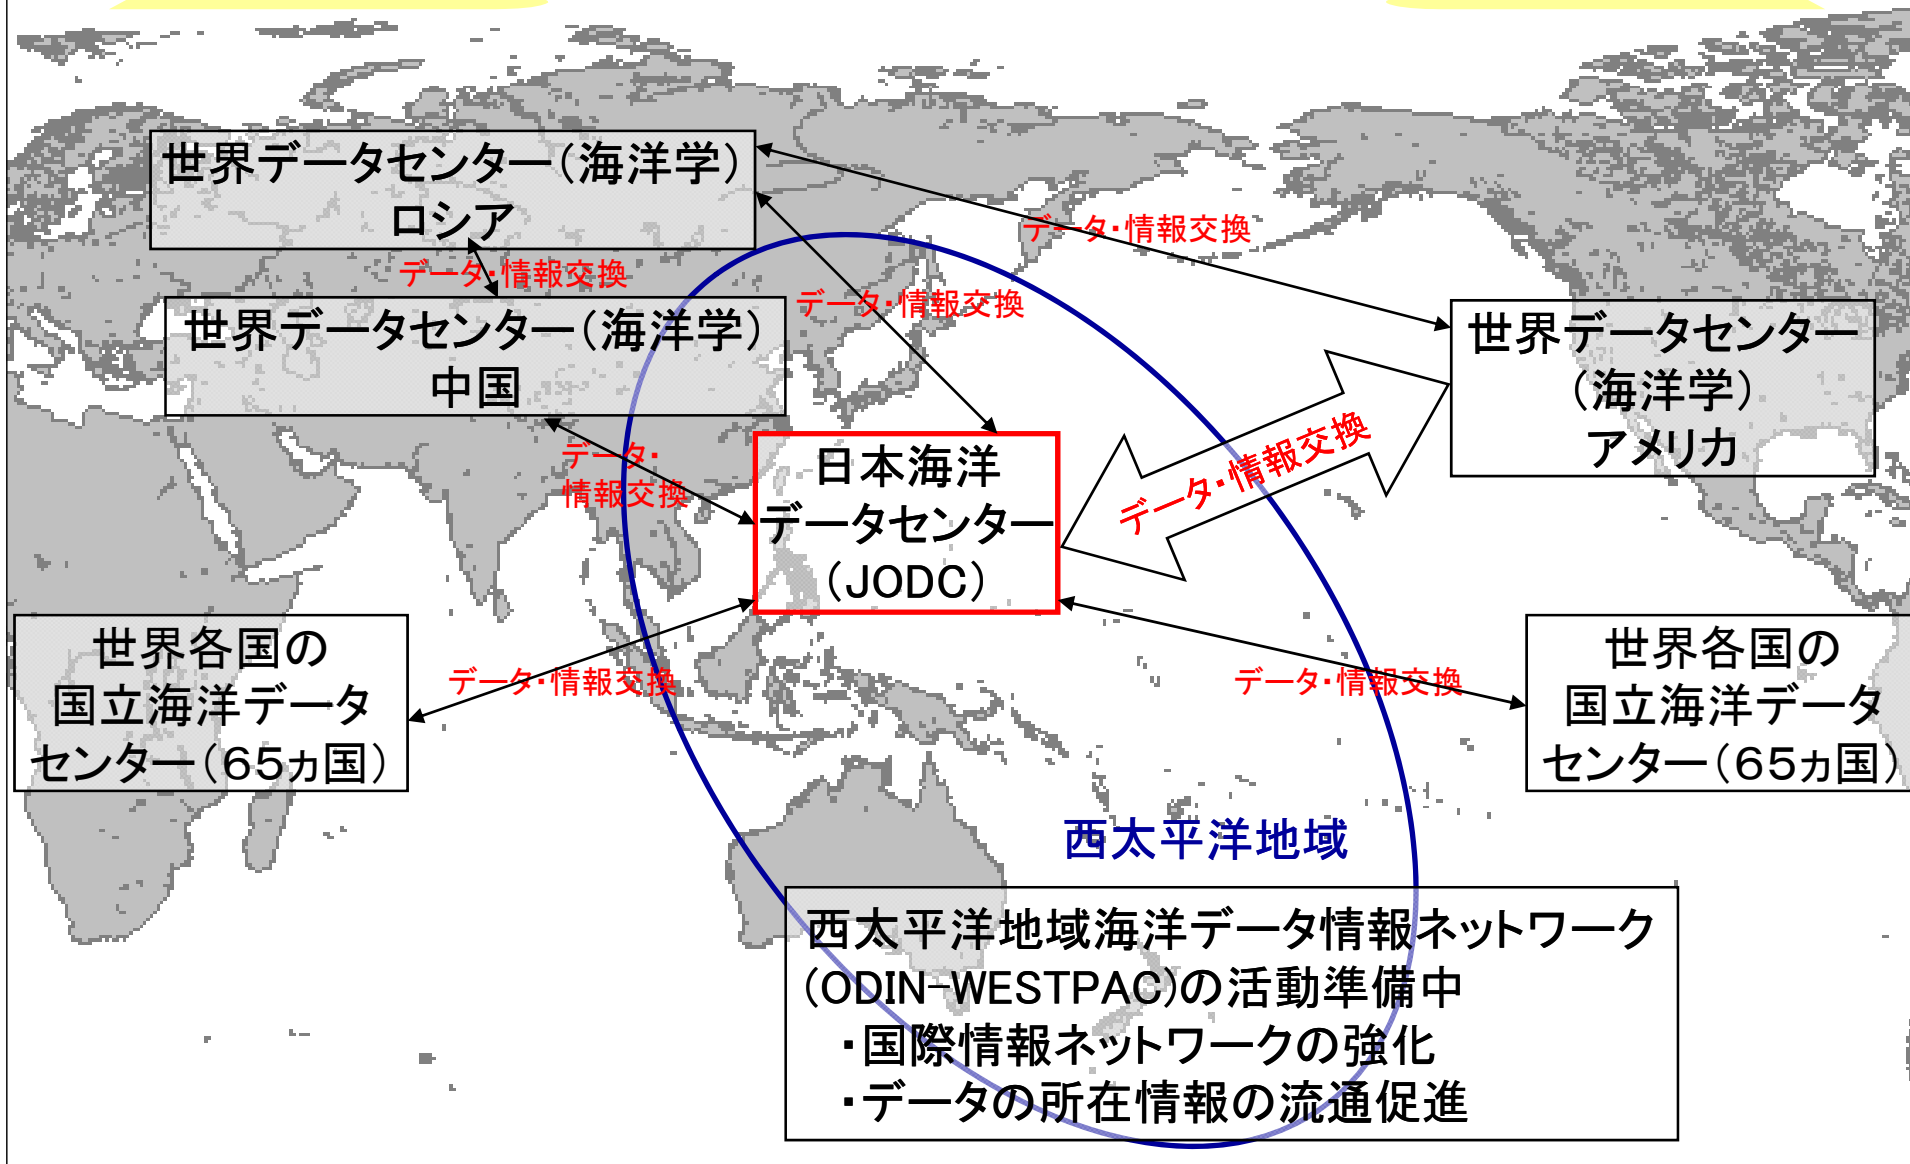 世界データセンター(海洋学)
ロシア
データ・情報交換
データ・情報交換
世界データセンター(海洋学)
中国
データ・情報交換
世界データセンター
(海洋学)
アメリカ
データ・
情報交換
日本海洋
データセンター
(JODC)
データ・情報交換
世界各国の
国立海洋データ
センター(65ヵ国)
データ・情報交換
データ・情報交換
世界各国の
国立海洋データ
センター(65ヵ国)
西太平洋地域
西太平洋地域海洋データ情報ネットワーク
(ODIN-WESTPAC)の活動準備中
・国際情報ネットワークの強化
・データの所在情報の流通促進